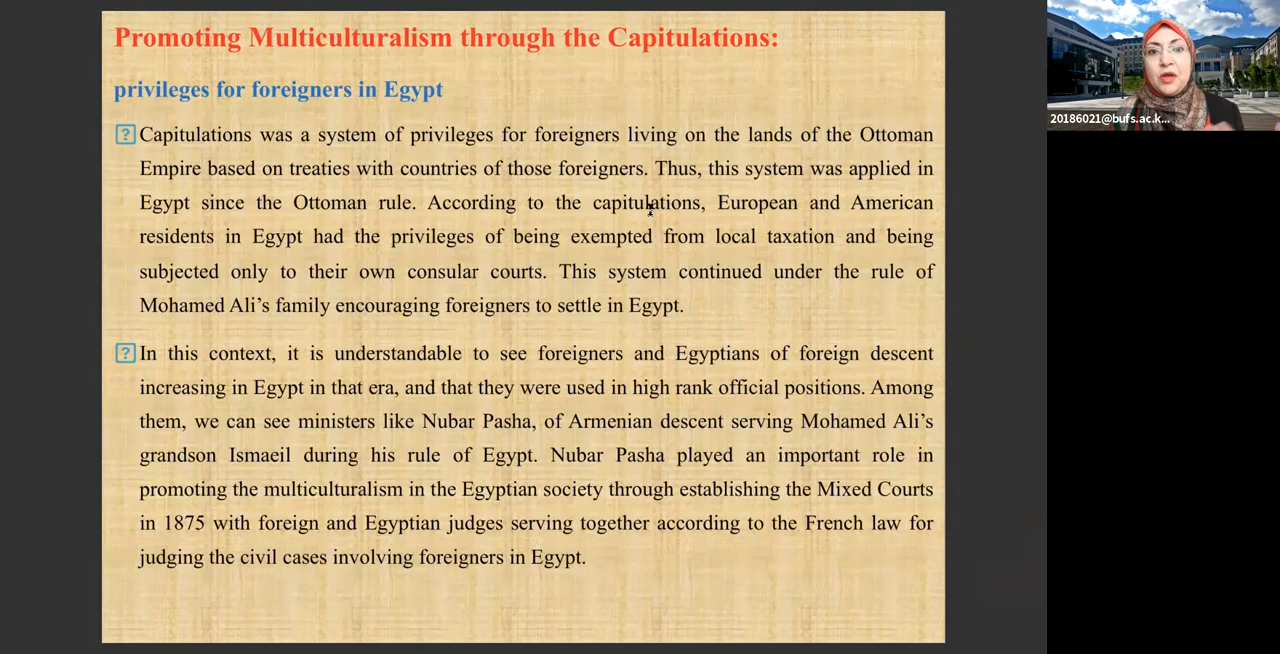 Promoting Multiculturalism through the Capitulations:
privileges for foreigners in Egypt
Capitulations was a system of privileges for foreigners living on the lands of the Ottoman
Empire based on treaties with countries of those foreigners. Thus, this system was applied in
Egypt since the Ottoman rule. According to the capitulations, European and American
residents in Egypt had the privileges of being exempted from local taxation and being
subjected only to their own consular courts. This system continued under the rule of
Mohamed Ali’s family encouraging foreigners to settle in Egypt.
In this context, it is understandable to see foreigners and Egyptians of foreign descent
increasing in Egypt in that era, and that they were used in high rank official positions. Among
them, we can see ministers like Nubar Pasha, of Armenian descent serving Mohamed Ali’s
grandson Ismaeil during his rule of Egypt. Nubar Pasha played an important role in
promoting the multiculturalism in the Egyptian society through establishing the Mixed Courts
in 1875 with foreign and Egyptian judges serving together according to the French law for
judging the civil cases involving foreigners in Egypt.
20186021@bufs.ac.k...